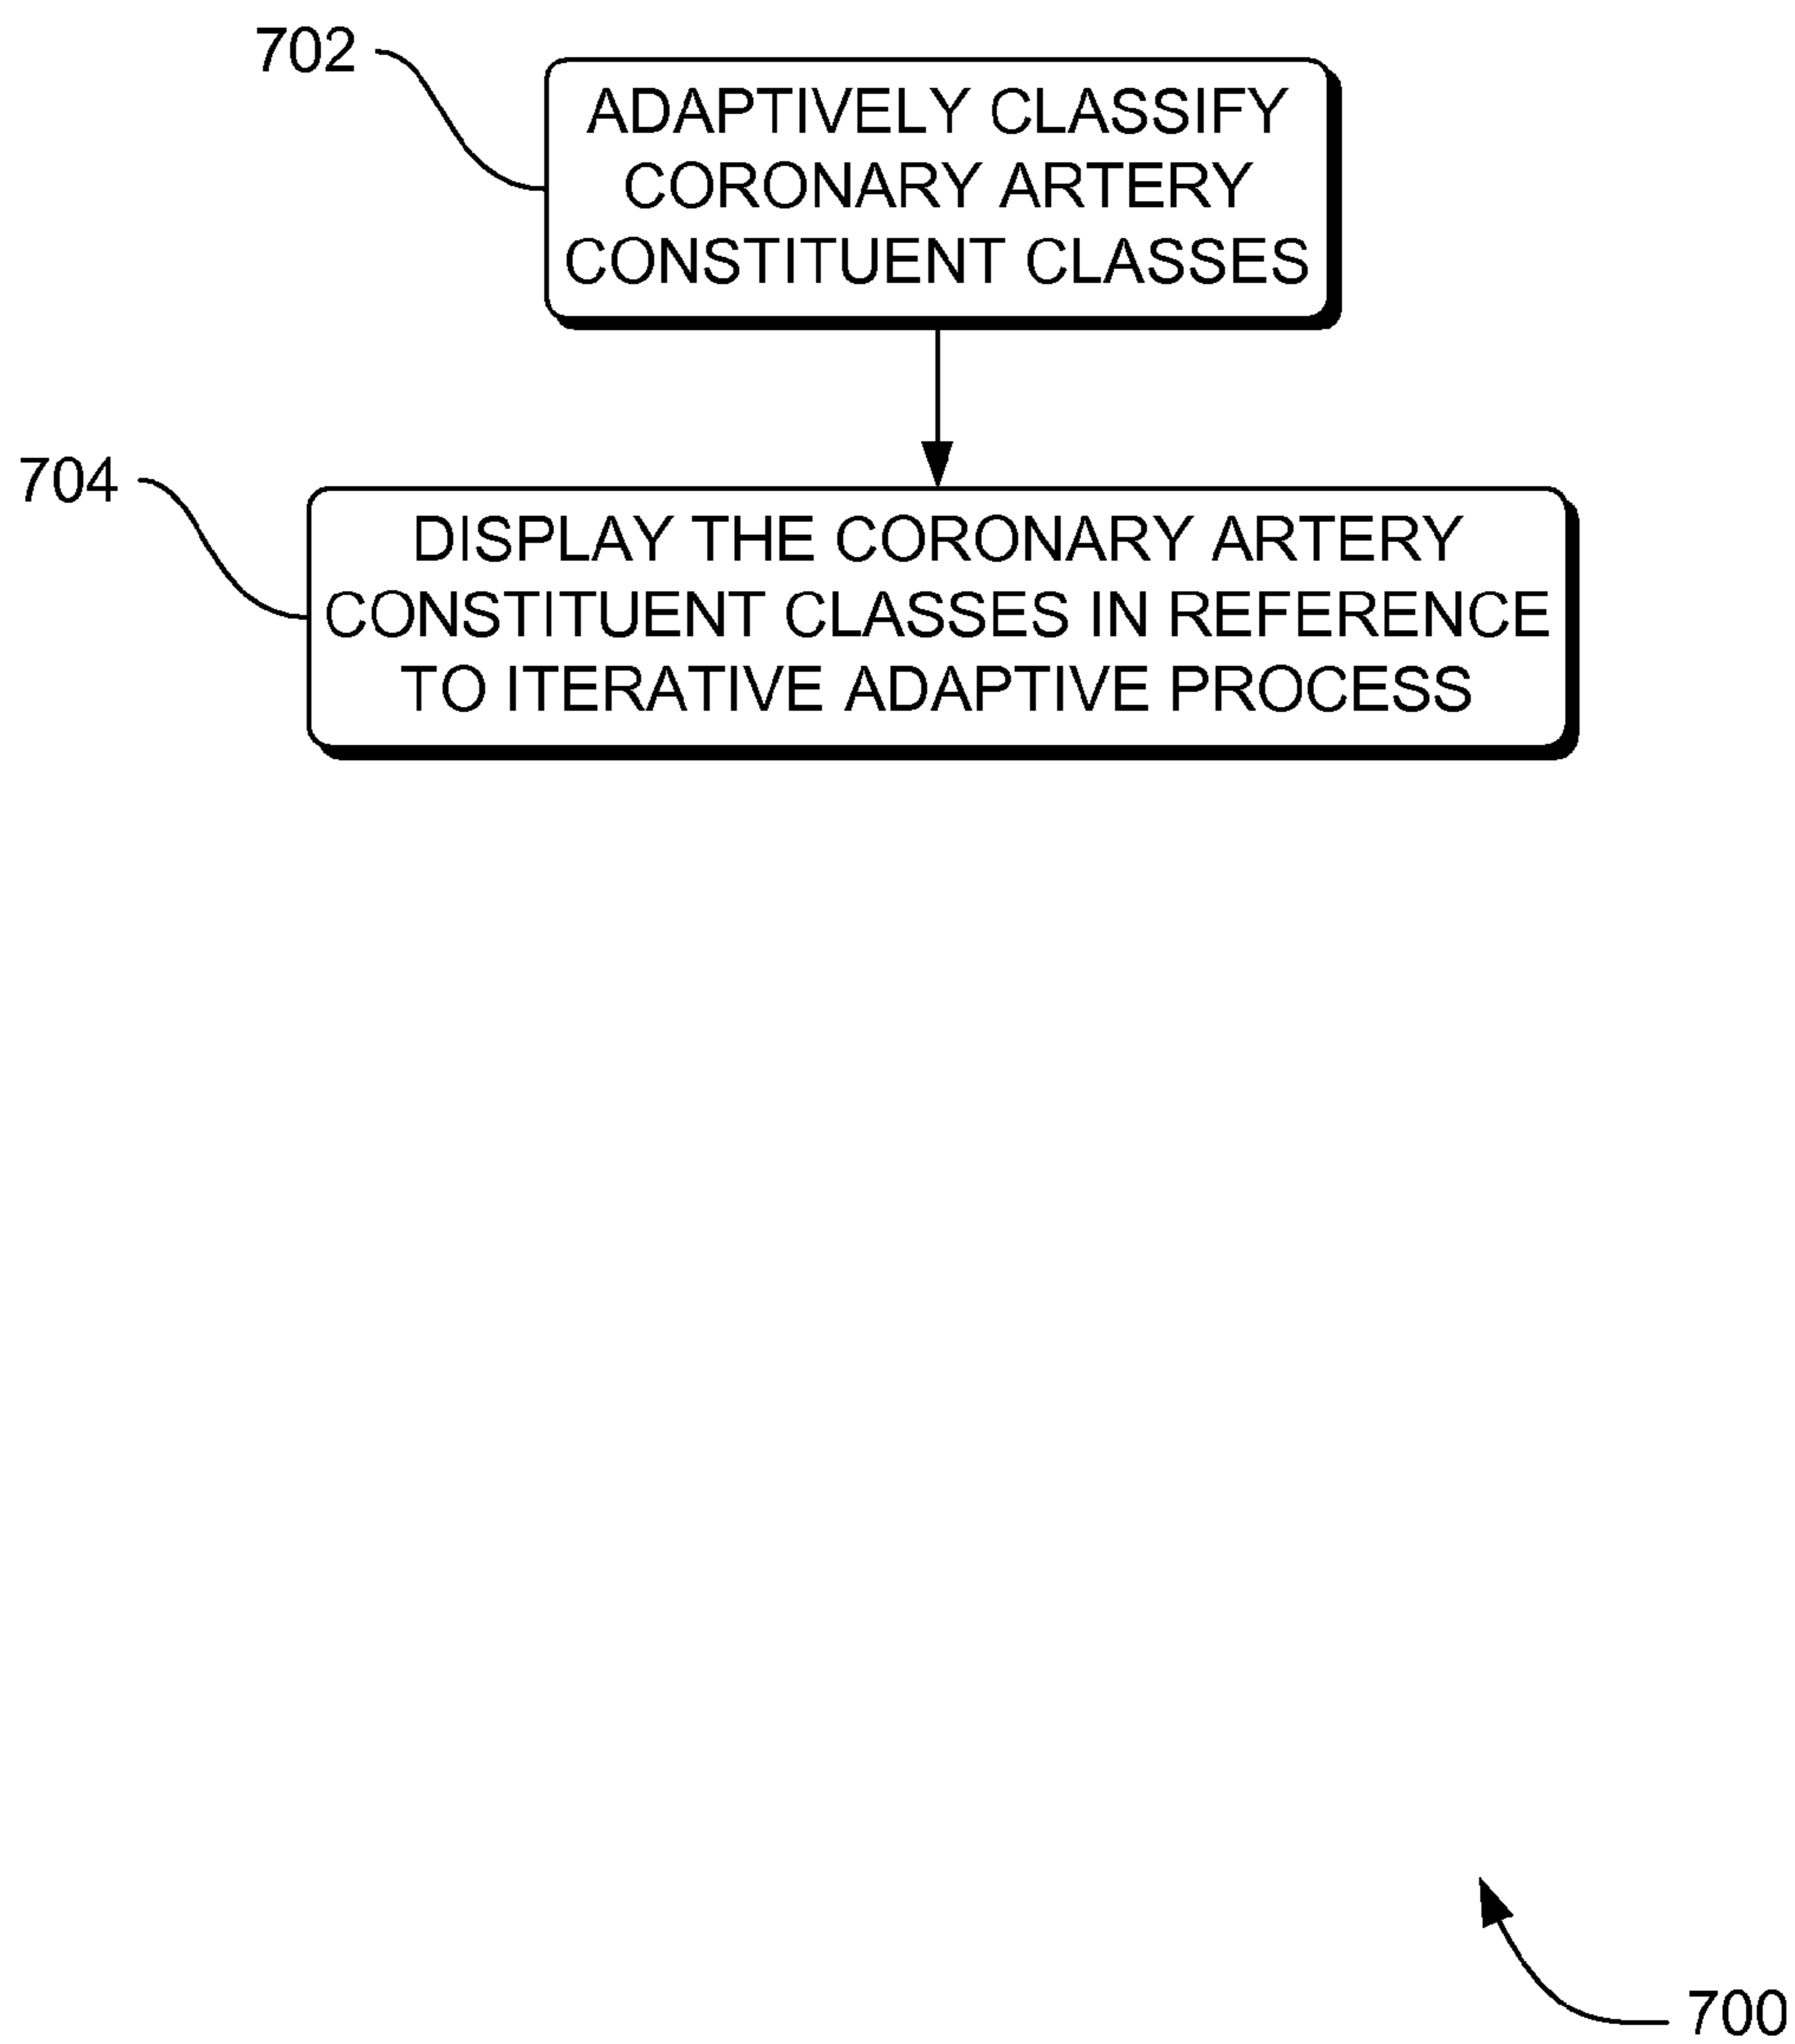 702
ADAPTIVELY CLASSIFY
CORONARY ARTERY
CONSTITUENT CLASSES
704
DISPLAY THE CORONARY ARTERY
CONSTITUENT CLASSES IN REFERENCE
TO ITERATIVE ADAPTIVE PROCESS
700